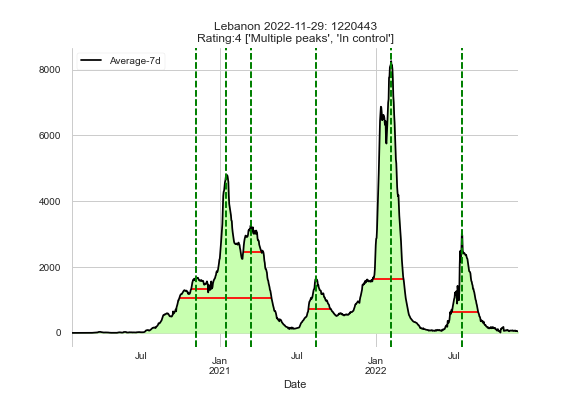 Lebanon 2022-11-29: 1220443
Rating:4 ['Multiple peaks', 'In control']
Average-7d
8000
6000
4000
2000
0
Jul
Jan
2021
Jul
Jan
2022
Jul
Date